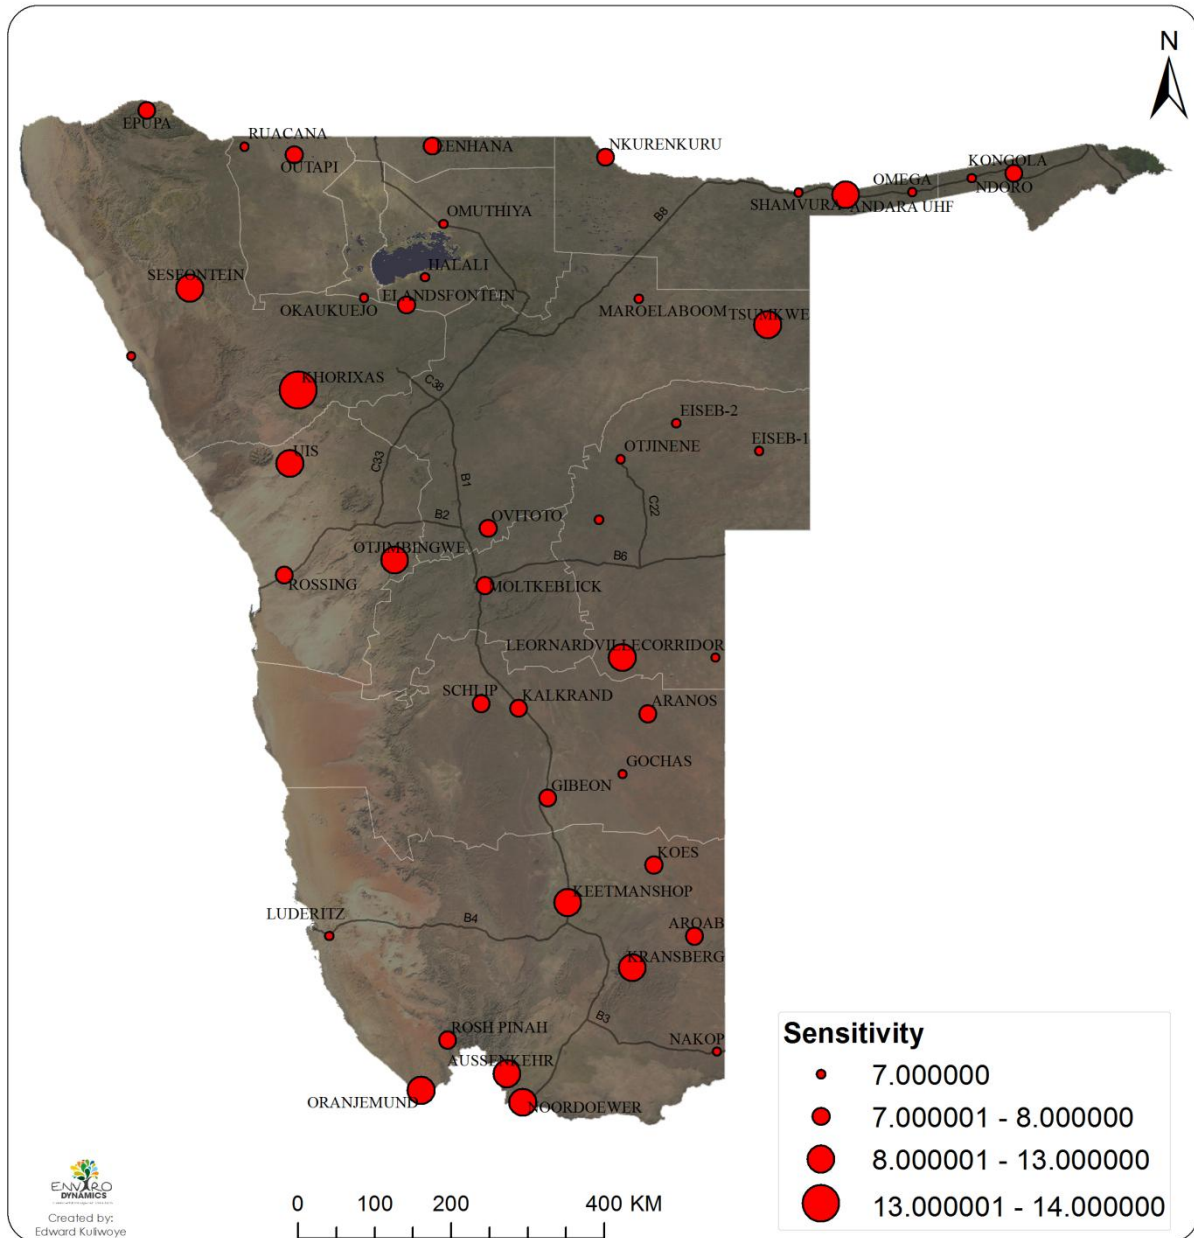 N
EPUPA
RUACANA
OUTAPI
EENHANA
NKURENKURU
KONGOLA
OMEGA
NDORO
SHAMVURA
ANDARA UHF
OMUTHIYA
B8
HALALI
SESFONTEIN
OKAUKUEJO
ELANDSFONTEIN
MAROELABOOM
TSUMKWE
KHORIXAS
C38
EISEB-2
EISEB-1
OTJINENE
UIS
C33
B1
C22
B2
OVITOTO
OTJIMBINGWE
B6
ROSSING
MOLTKEBLICK
LEORNARDVILLE
CORRIDOR
SCHLIP
KALKRAND
ARANOS
GOCHAS
GIBEON
KOES
KEETMANSHOP
LUDERITZ
B4
AROAB
KRANSBERG
B3
ROSH PINAH
NAKOP
AUSSENKEHR
ORANJEMUND
NOORDOEWER
Sensitivity
7.000000
7.000001 - 8.000000
8.000001 - 13.000000
13.000001 - 14.000000
ENVIRO
DYNAMICS
Created by:
Edward Kuliwoye
0 100 200 400 KM